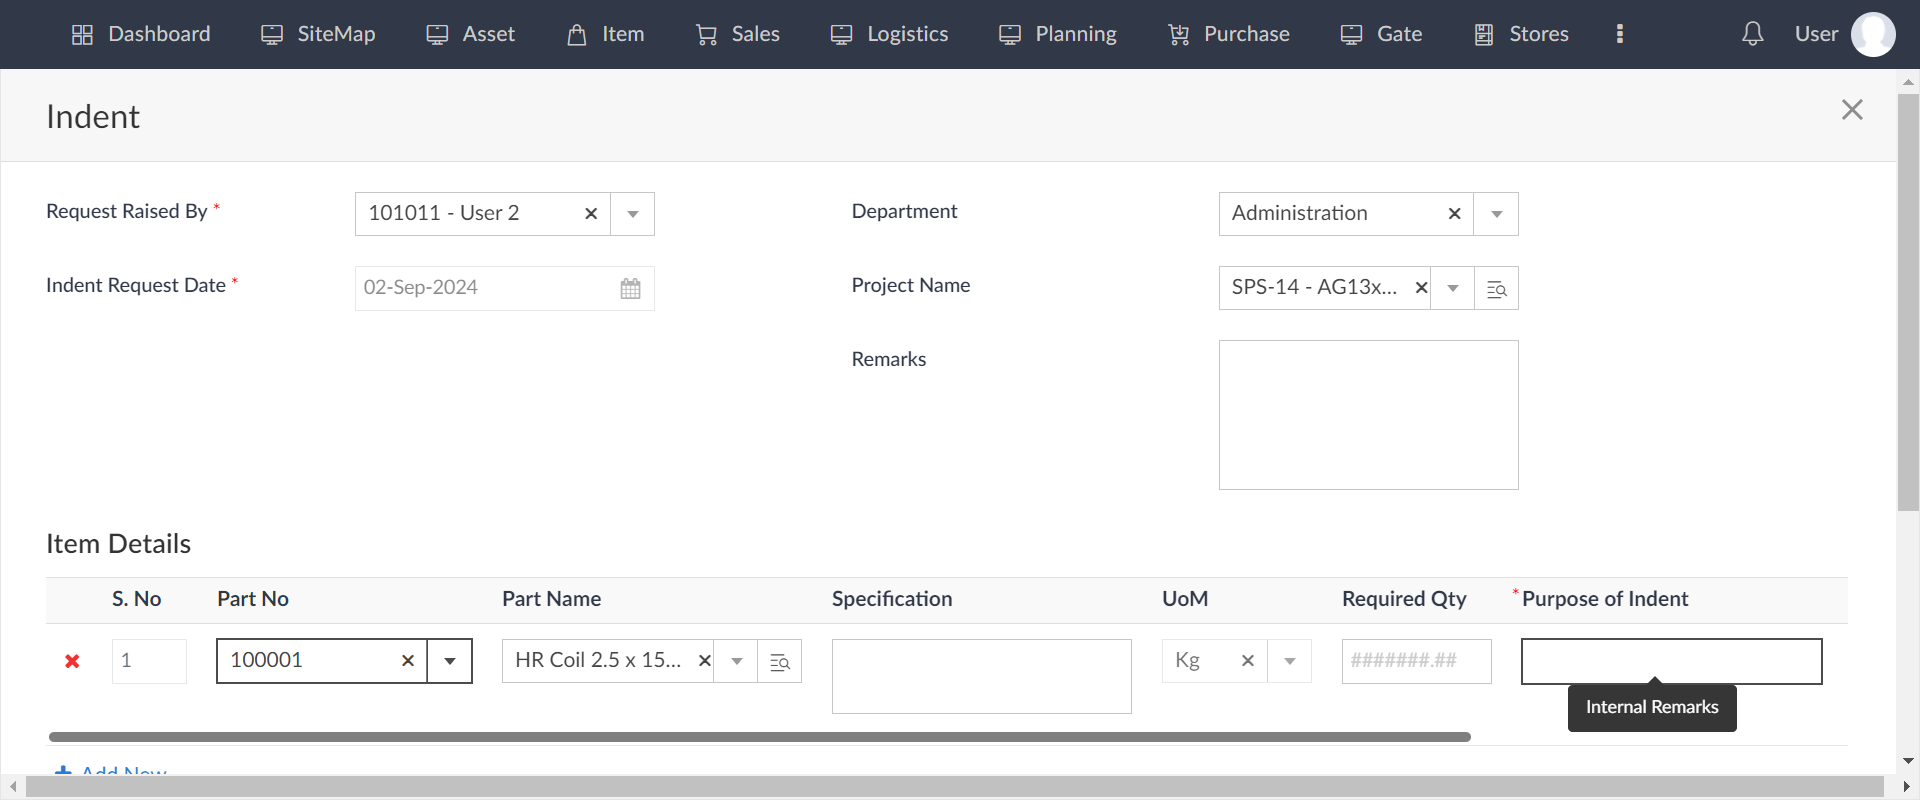 Dashboard SiteMap Asset Item Sales Logistics Planning Purchase Gate Stores User
Indent
Request Raised By * 101011 - User 2 Department Administration
Indent Request Date * 02-Sep-2024 Project Name SPS-14 - AG13x...
Remarks
Item Details
S. No Part No Part Name Specification UoM Required Qty * Purpose of Indent
1 100001 HR Coil 2.5 x 15... Kg #######.##
Internal Remarks
Add New